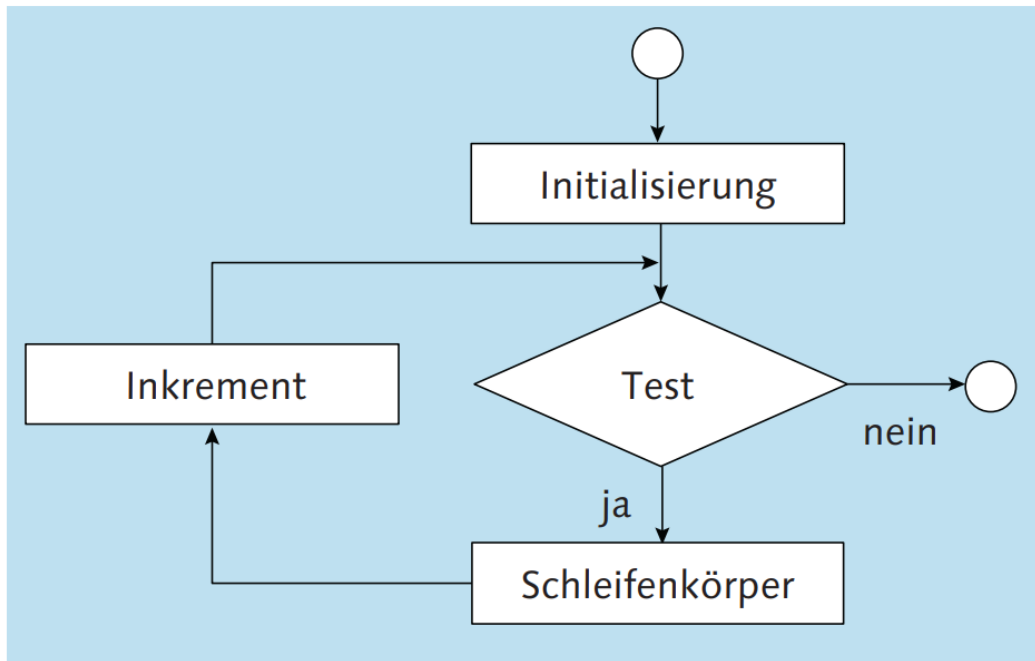 Initialisierung
Inkrement
Test
nein
ja
Schleifenkörper